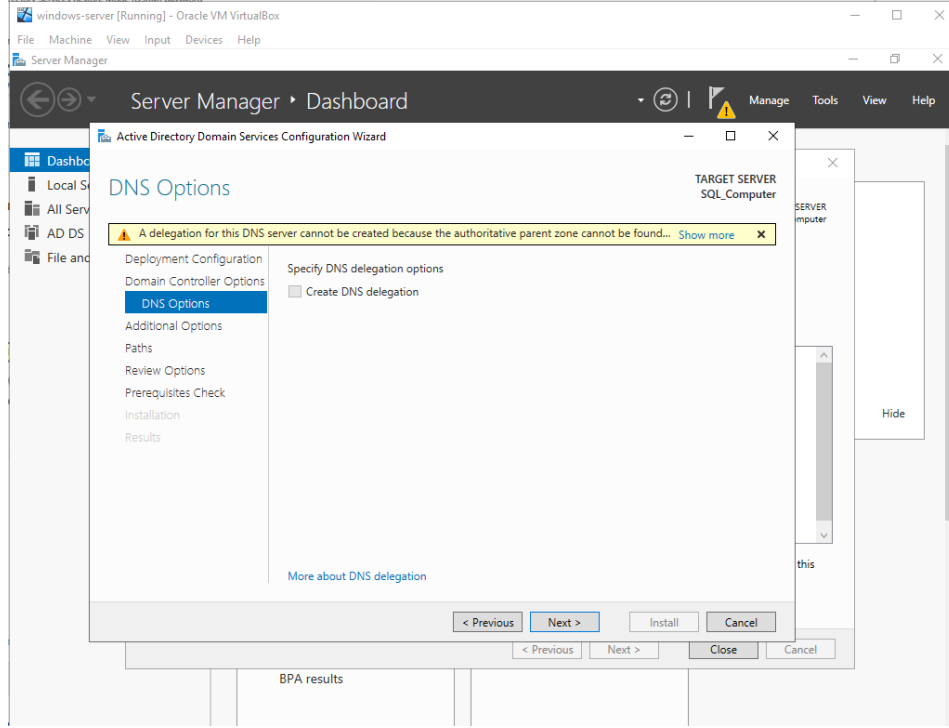 windows-server [Running] - Oracle VM VirtualBox
File Machine View Input Devices Help
Server Manager
Server Manager • Dashboard
Manage Tools View Help
Active Directory Domain Services Configuration Wizard
DNS Options
TARGET SERVER
SQL_Computer
A delegation for this DNS server cannot be created because the authoritative parent zone cannot be found... Show more
Deployment Configuration
Domain Controller Options
DNS Options
Additional Options
Paths
Review Options
Prerequisites Check
Installation
Results
Specify DNS delegation options
Create DNS delegation
More about DNS delegation
< Previous Next > Install Cancel
Dashbo
Local Se
All Serv
AD DS
File and
SERVER
mputer
Hide
this
< Previous Next > Close Cancel
BPA results